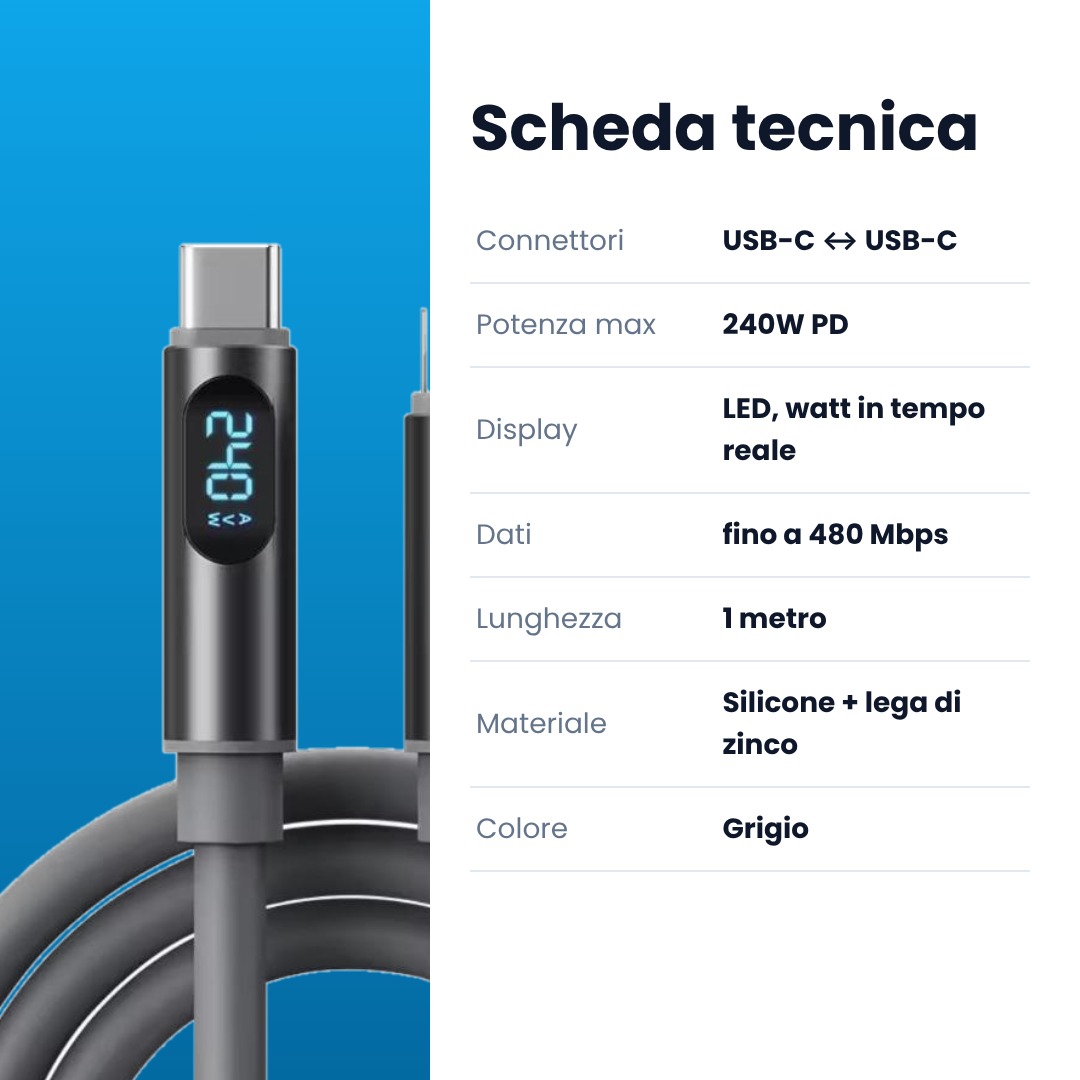 Scheda tecnica
Connettori USB-C ↔ USB-C
Potenza max 240W PD
Display LED, watt in tempo
reale
Dati fino a 480 Mbps
Lunghezza 1 metro
Materiale Silicone + lega di
zinco
Colore Grigio
240
A V W